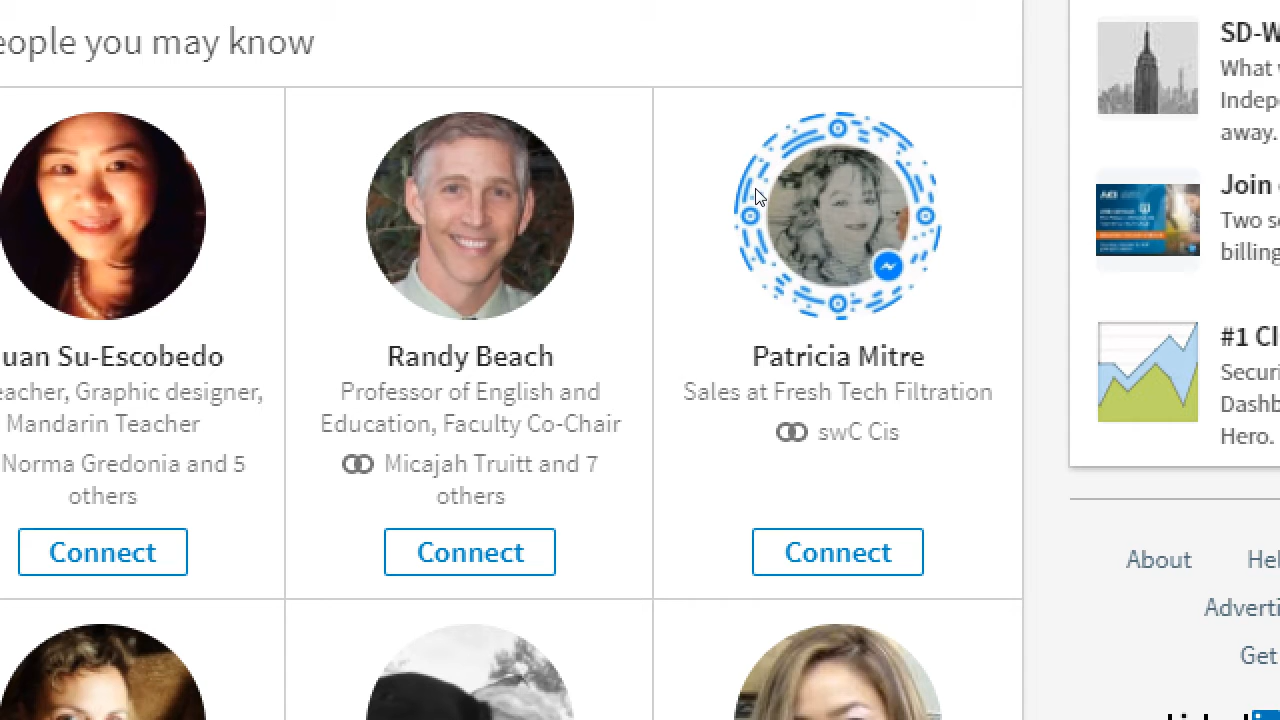 eople you may know
uan Su-Escobedo
eacher, Graphic designer,
Mandarin Teacher
Norma Gredonia and 5
others
Connect
Randy Beach
Professor of English and
Education, Faculty Co-Chair
Micajah Truitt and 7
others
Connect
Patricia Mitre
Sales at Fresh Tech Filtration
swC Cis
Connect
SD-W
What
Indep
away.
Join
Two s
billing
#1 Cl
Securi
Dashb
Hero.
About Hel
Adverti
Get